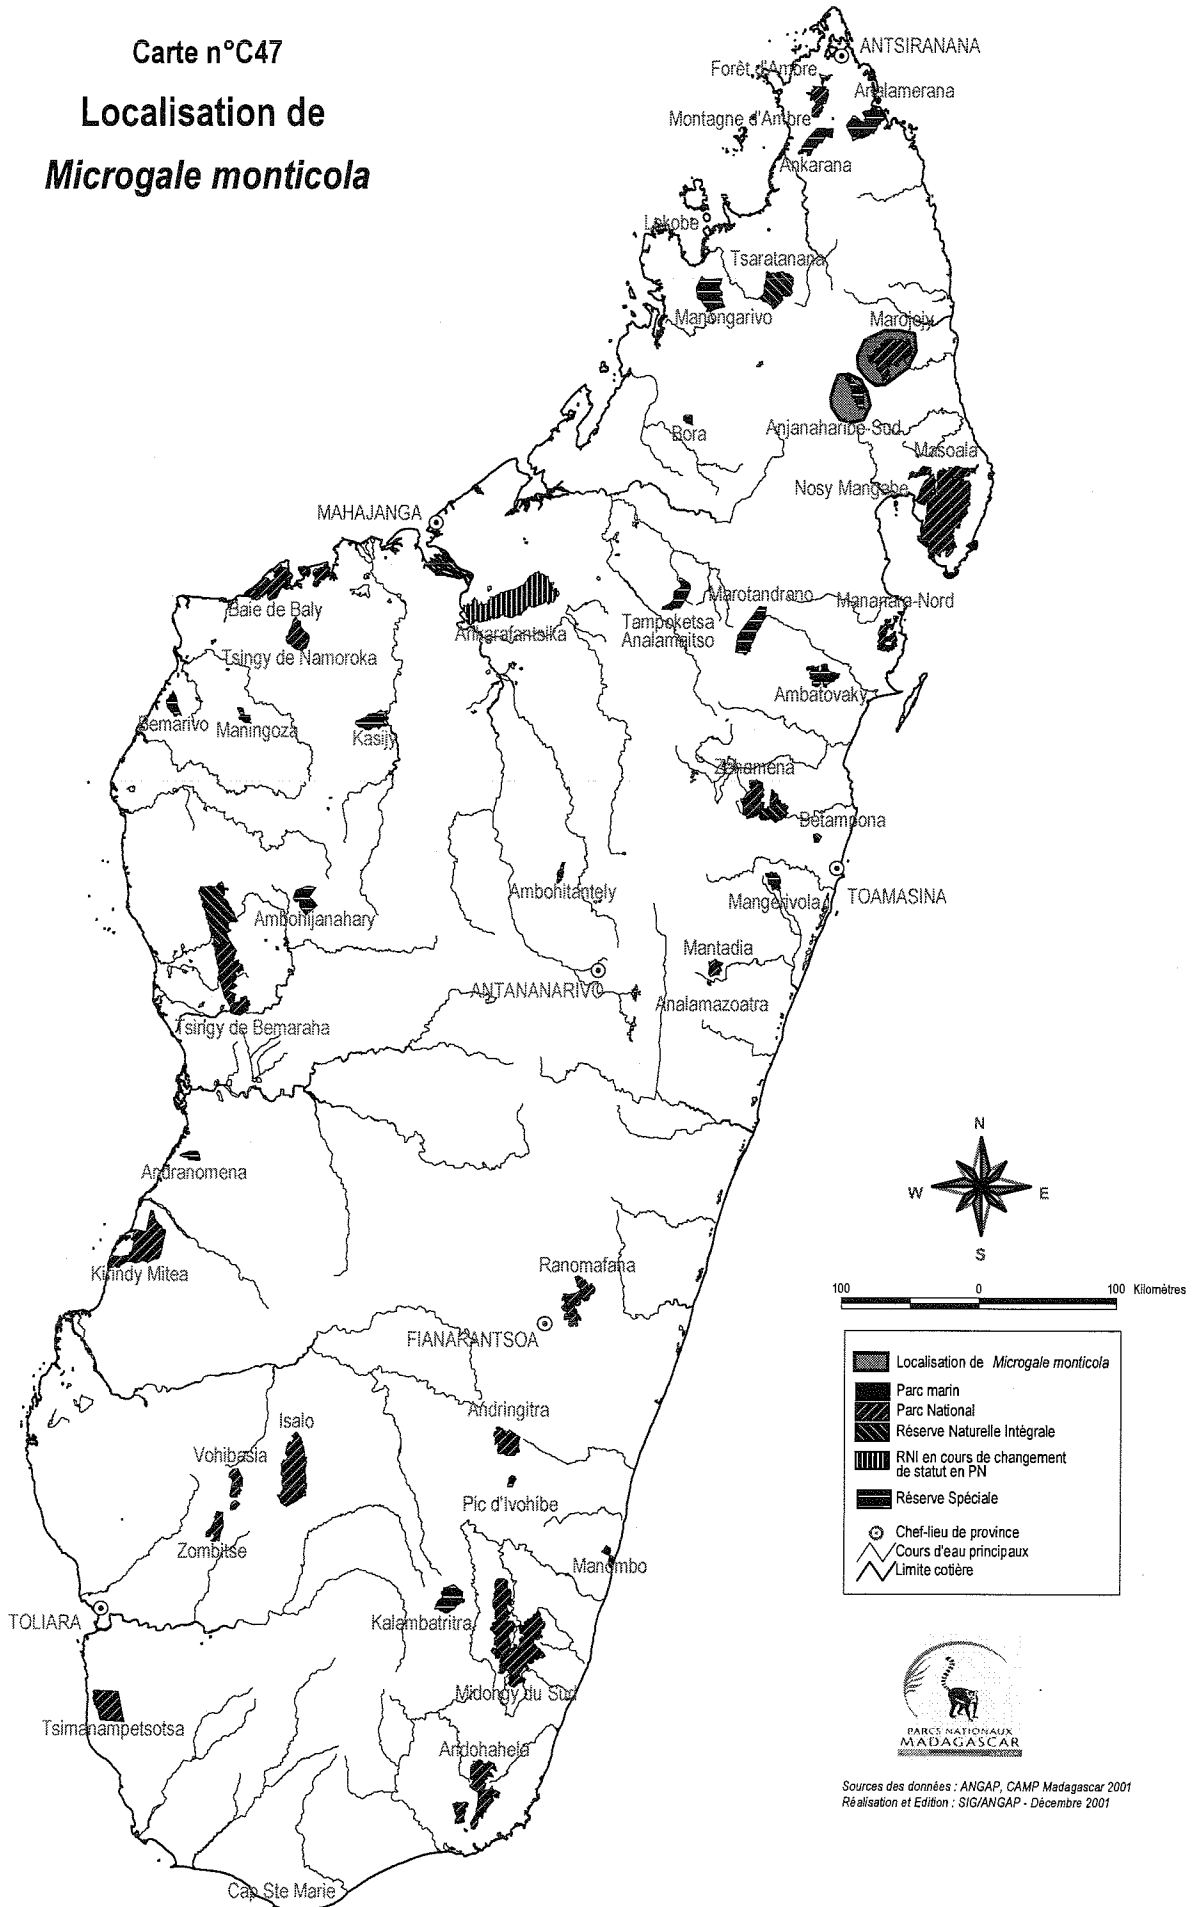 Carte n°C47
Localisation de
Microgale monticola
ANTSIRANANA
Forêt d'Ambre
Analamerana
Montagne d'Ambre
Ankarana
Lokobe
Tsaratanana
Manongarivo
Marojejy
Bora
Anjanaharibe-Sud
Masoala
Nosy Mangabe
MAHAJANGA
Baie de Baly
Ankarafantsika
Tampoketsa
Analamaitso
Marotandrano
Mananara-Nord
Tsingy de Namoroka
Ambatovaky
Bemarivo
Maningoza
Kasijy
Zahamena
Betampona
Ambohitantely
Ambohijanahary
Mangerivola
TOAMASINA
Mantadia
ANTANANARIVO
Analamazoatra
Tsingy de Bemaraha
Andranomena
Kirindy Mitea
Ranomafana
FIANARANTSOA
Andringitra
Isalo
Vohibasia
Pic d'Ivohibe
Zombitse
Manombo
TOLIARA
Kalambatritra
Midongy du Sud
Tsimanampetsotsa
Andohahela
Cap Ste Marie
N
W
E
S
100 0 100 Kilomètres
Localisation de Microgale monticola
Parc marin
Parc National
Réserve Naturelle Intégrale
RNI en cours de changement
de statut en PN
Réserve Spéciale
Chef-lieu de province
Cours d'eau principaux
Limite cotière
PARCS NATIONAUX
MADAGASCAR
Sources des données : ANGAP, CAMP Madagascar 2001
Réalisation et Edition : SIG/ANGAP - Décembre 2001